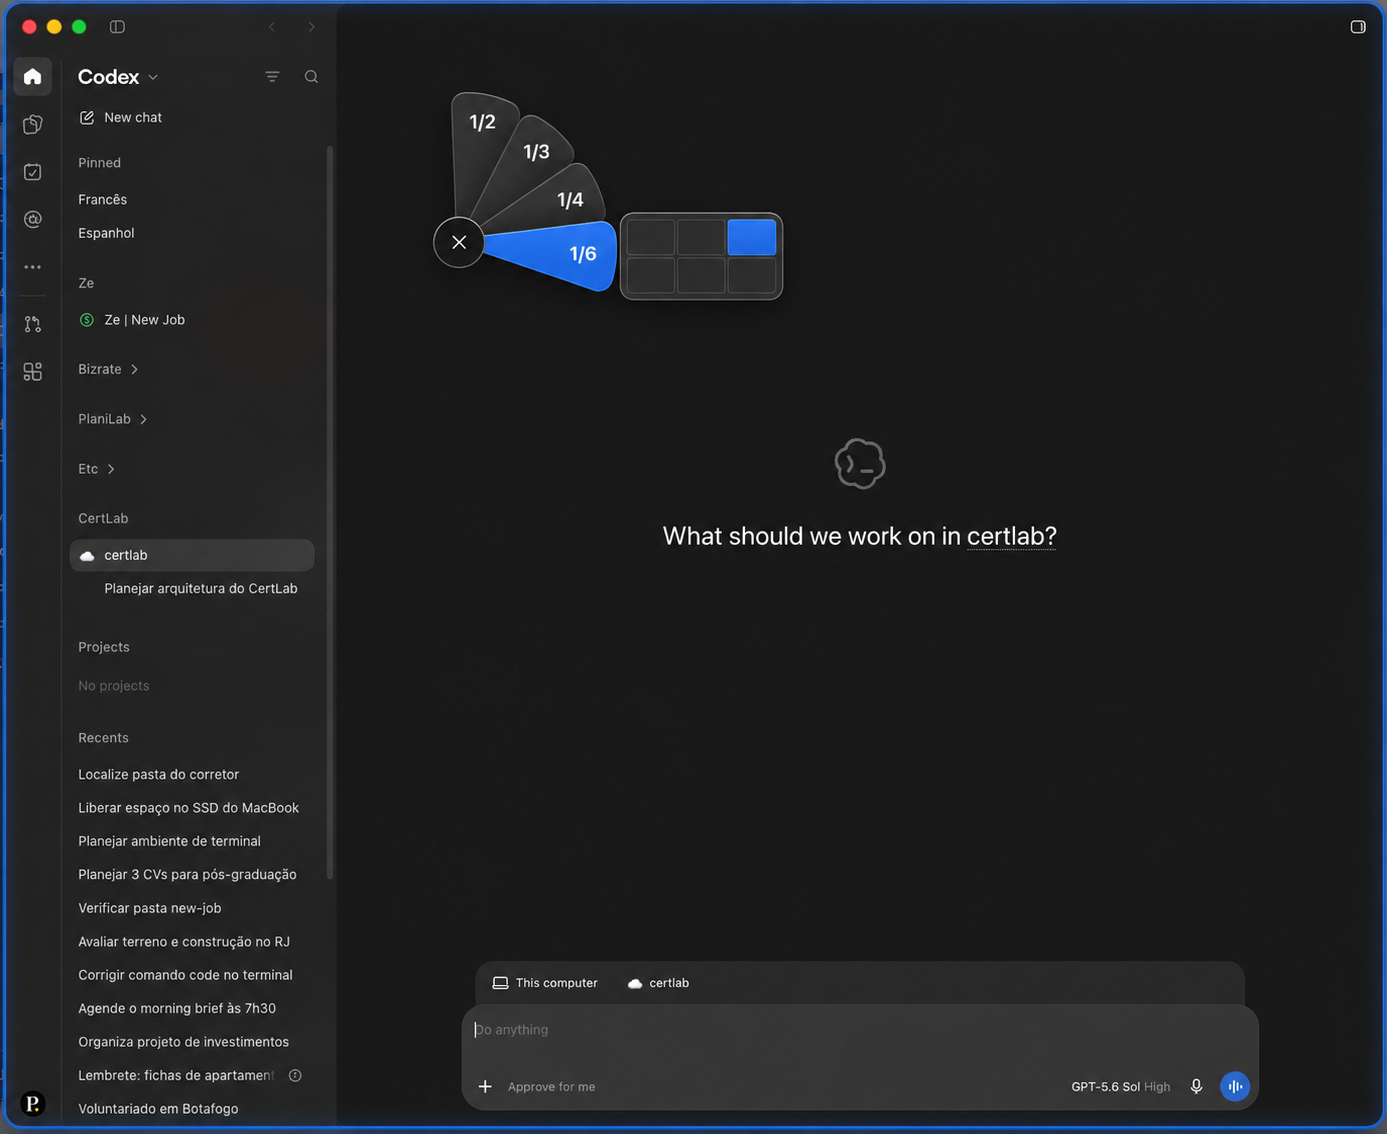 Codex
New chat
Pinned
Francês
Espanhol
Ze
Ze | New Job
Bizrate
PlaniLab
Etc
CertLab
certlab
Planejar arquitetura do CertLab
Projects
No projects
Recents
Localize pasta do corretor
Liberar espaço no SSD do MacBook
Planejar ambiente de terminal
Planejar 3 CVs para pós-graduação
Verificar pasta new-job
Avaliar terreno e construção no RJ
Corrigir comando code no terminal
Agende o morning brief às 7h30
Organiza projeto de investimentos
Lembrete: fichas de apartament
Voluntariado em Botafogo
P.
1/2
1/3
1/4
1/6
What should we work on in certlab?
This computer certlab
Do anything
Approve for me GPT-5.6 Sol High